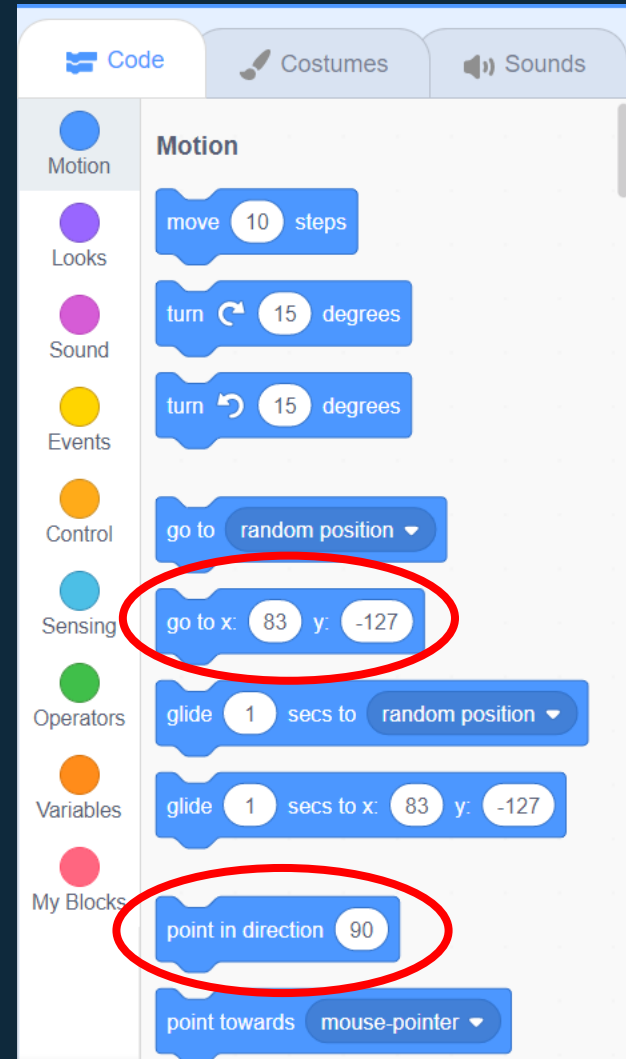 Code Costumes Sounds
Motion
Looks
Sound
Events
Control
Sensing
Operators
Variables
My Blocks
Motion
move 10 steps
turn 15 degrees
turn 15 degrees
go to random position
go to x: 83 y: -127
glide 1 secs to random position
glide 1 secs to x: 83 y: -127
point in direction 90
point towards mouse-pointer